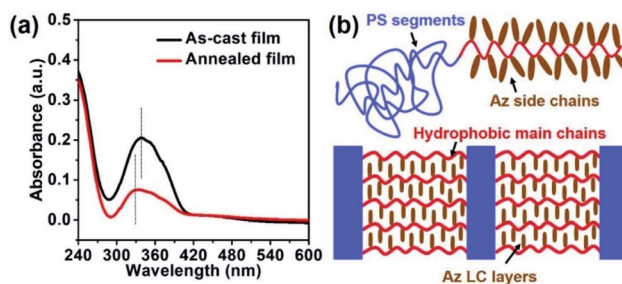 (a)
As-cast film
Annealed film
Absorbance (a.u.)
0.5
0.4
0.3
0.2
0.1
0.0
240 300 360 420 480 540 600
Wavelength (nm)
(b)
PS segments
Az side chains
Hydrophobic main chains
Az LC layers